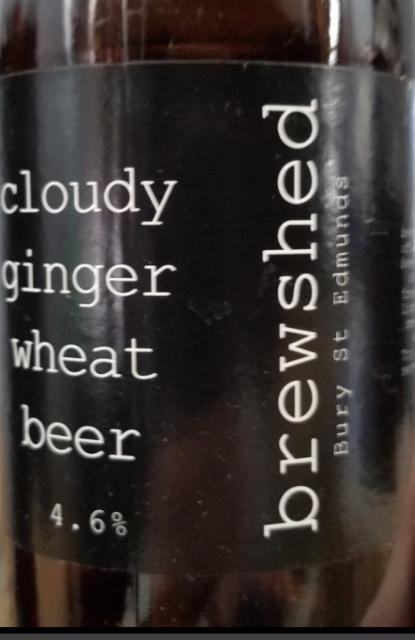 cloudy
ginger
wheat
beer
4.6%
brewshed
Bury St Edmunds